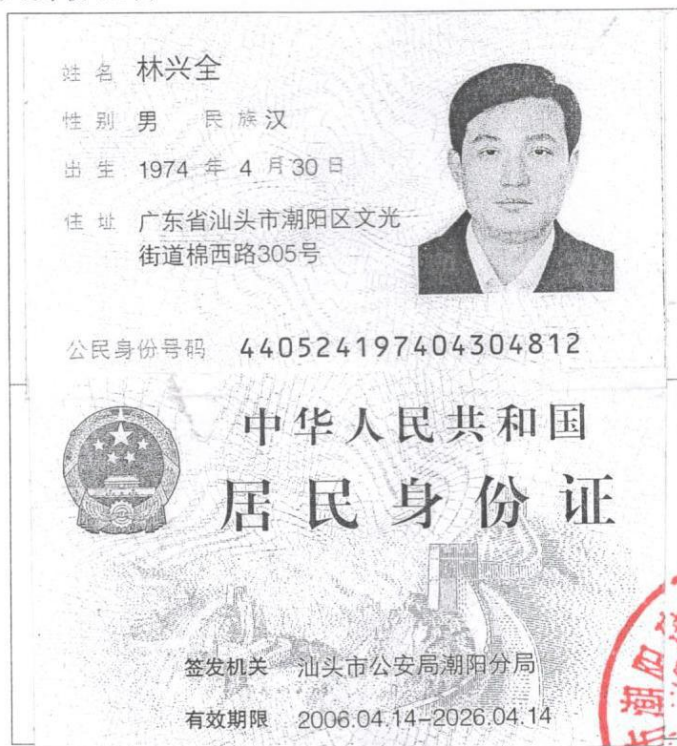 姓名 林兴全
性别 男 民族 汉
出生 1974 年 4 月 30 日
住址 广东省汕头市潮阳区文光
街道棉西路305号
公民身份号码 440524197404304812
中华人民共和国
居民身份证
签发机关 汕头市公安局潮阳分局
有效期限 2006.04.14-2026.04.14